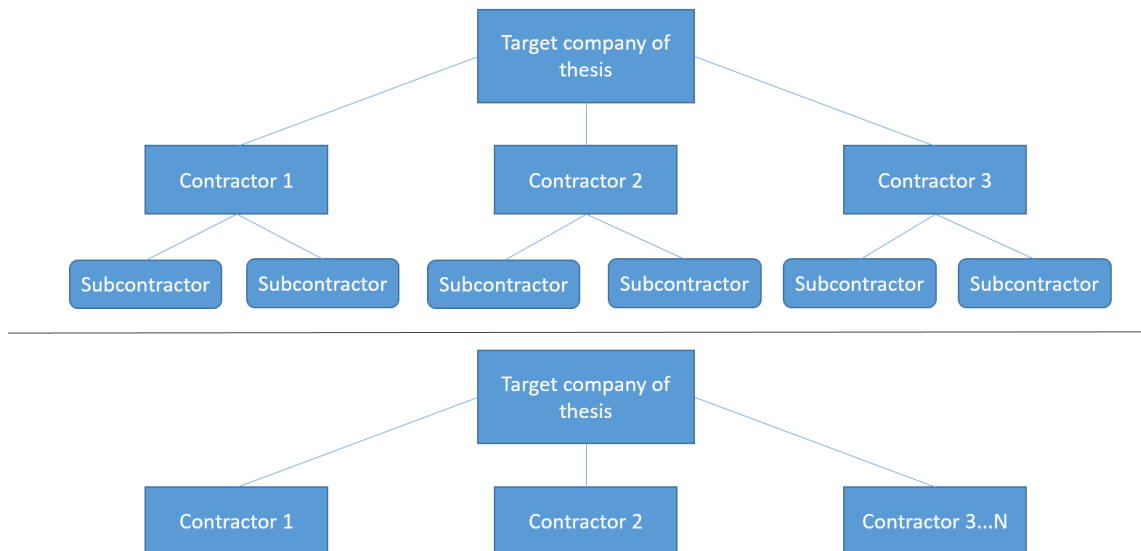 Target company of
thesis
Contractor 1
Contractor 2
Contractor 3
Subcontractor
Subcontractor
Subcontractor
Subcontractor
Subcontractor
Subcontractor
Target company of
thesis
Contractor 1
Contractor 2
Contractor 3...N